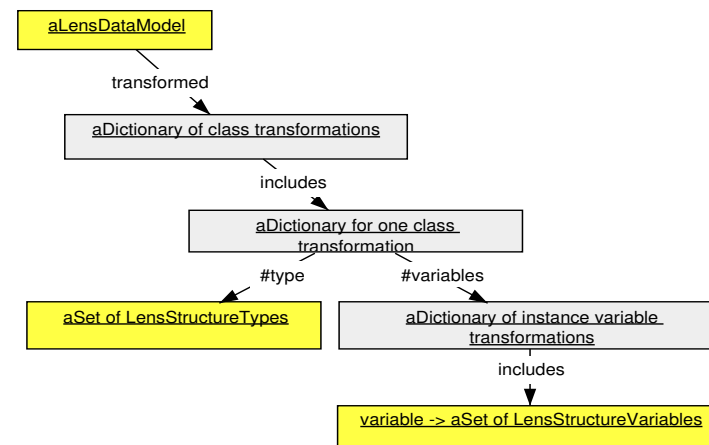 aLensDataModel
transformed
aDictionary of class transformations
includes
aDictionary for one class
transformation
#type
#variables
aSet of LensStructureTypes
aDictionary of instance variable
transformations
includes
variable -> aSet of LensStructureVariables